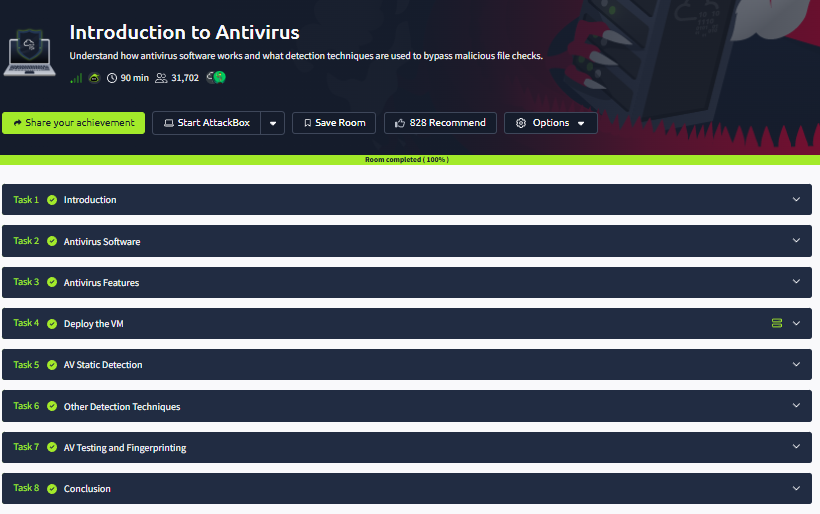 Introduction to Antivirus
Understand how antivirus software works and what detection techniques are used to bypass malicious file checks.
90 min 31,702
Share your achievement Start AttackBox Save Room 828 Recommend Options
Room completed ( 100% )
Task 1 Introduction
Task 2 Antivirus Software
Task 3 Antivirus Features
Task 4 Deploy the VM
Task 5 AV Static Detection
Task 6 Other Detection Techniques
Task 7 AV Testing and Fingerprinting
Task 8 Conclusion